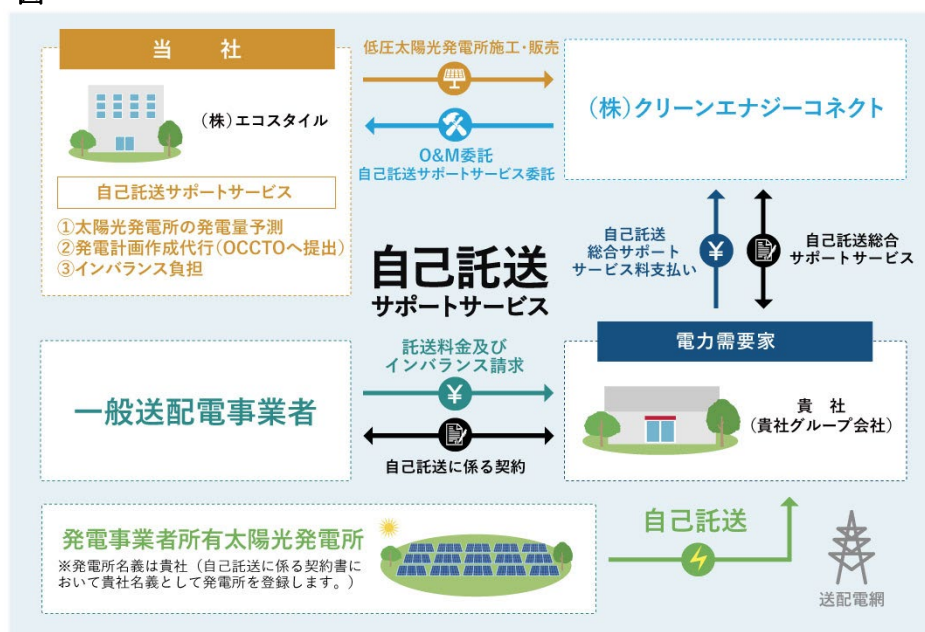 当 社
(株)エコスタイル
自己託送サポートサービス
①太陽光発電所の発電量予測
②発電計画作成代行(OCCTOへ提出)
③インバランス負担
低圧太陽光発電所施工・販売
O&M委託
自己託送サポートサービス委託
(株)クリーンエナジーコネクト
自己託送
サポートサービス
自己託送
総合サポート
サービス料支払い
¥
自己託送総合
サポートサービス
一般送配電事業者
託送料金及び
インバランス請求
¥
自己託送に係る契約
電力需要家
貴 社
(貴社グループ会社)
発電事業者所有太陽光発電所
※発電所名義は貴社(自己託送に係る契約書に
おいて貴社名義として発電所を登録します。)
自己託送
送配電網